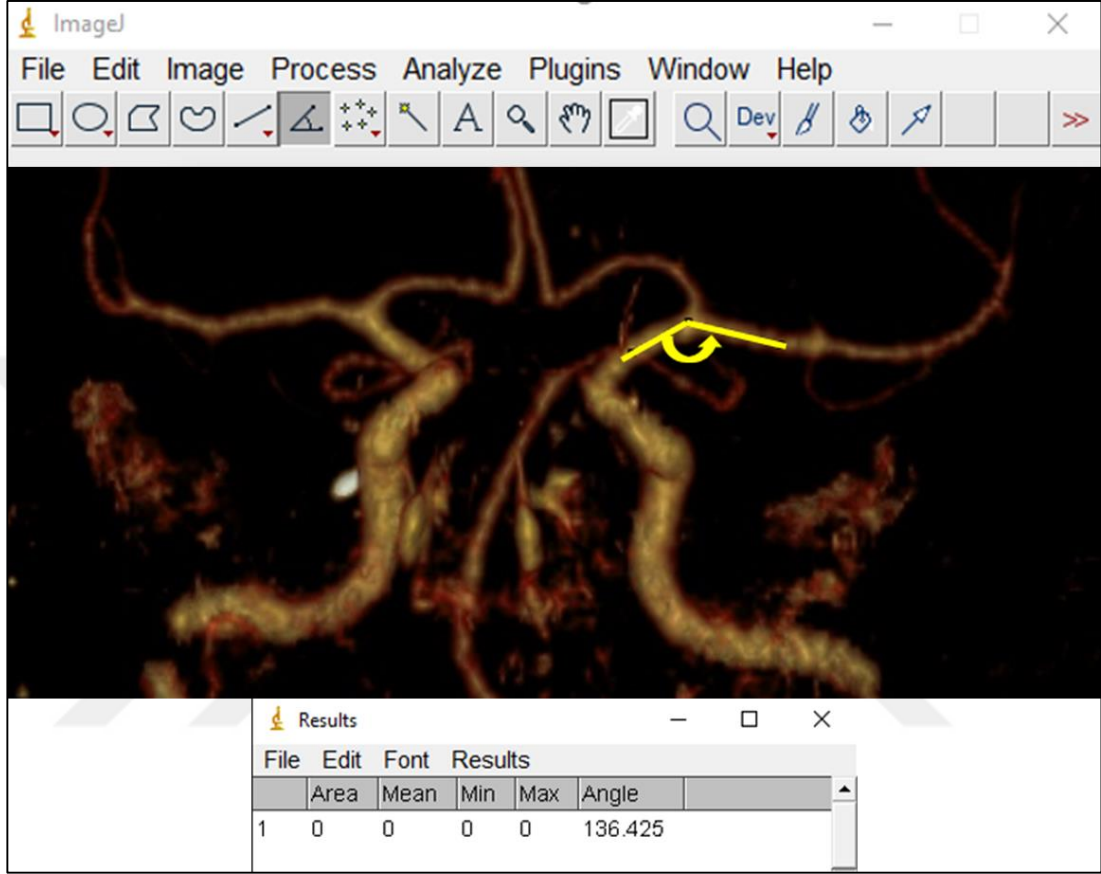 ImageJ
File Edit Image Process Analyze Plugins Window Help
A Dev >>
Results
File Edit Font Results
Area Mean Min Max Angle
1 0 0 0 0 136.425